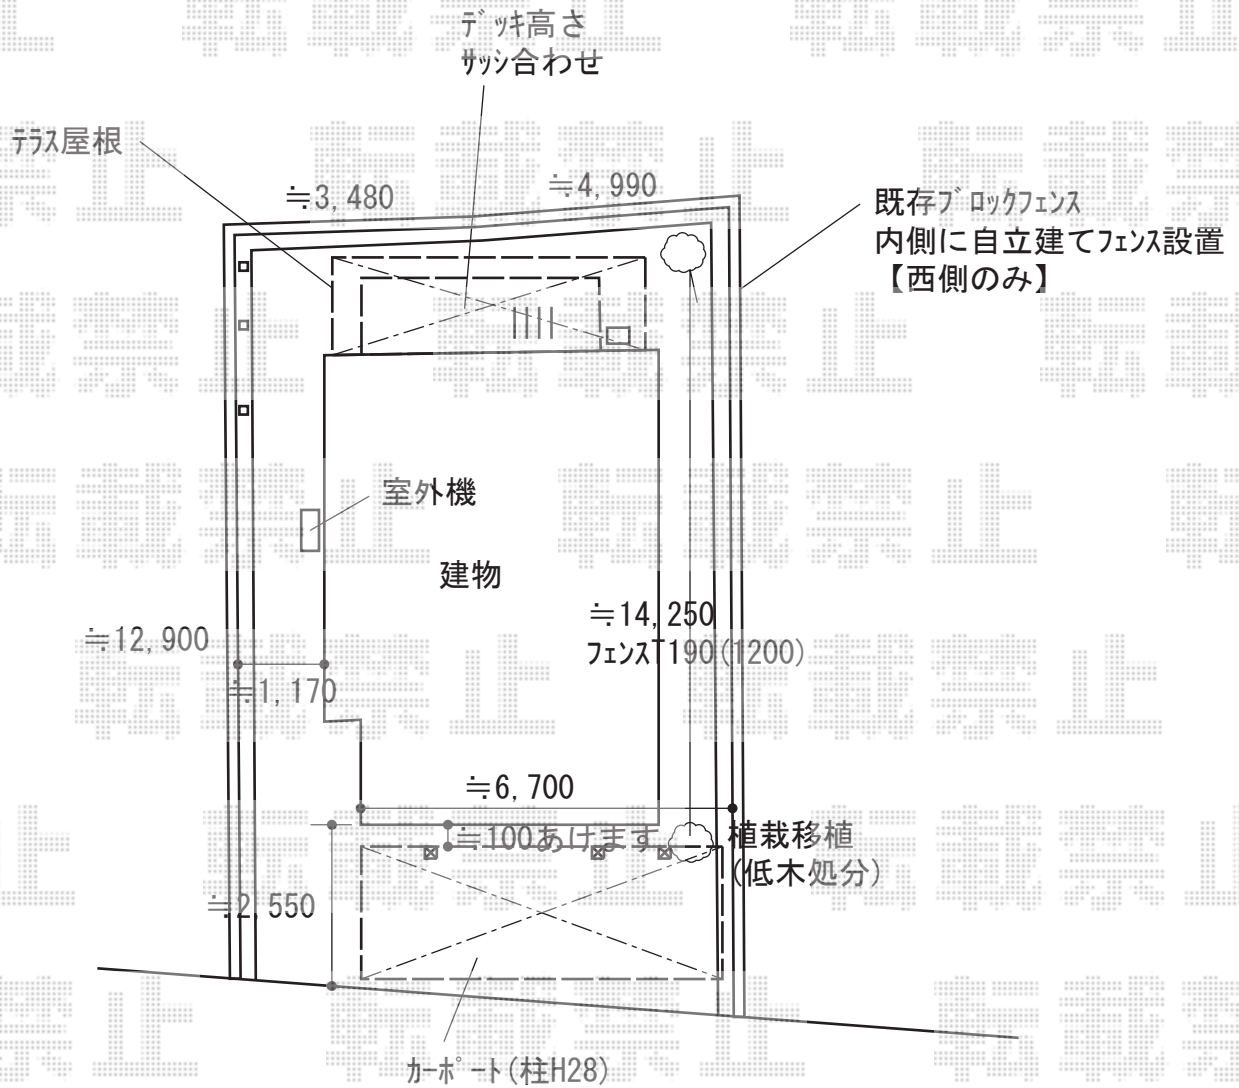 ﾃﾞｯｷ高さ
ｻｯｼ合わせ
ﾃﾗｽ屋根
≒3,480
≒4,990
既存ﾌﾞﾛｯｸﾌｪﾝｽ
内側に自立建てﾌｪﾝｽ設置
【西側のみ】
室外機
建物
≒14,250
ﾌｪﾝｽT190(1200)
≒12,900
≒1,170
≒6,700
≒100あけます
植栽移植
(低木処分)
≒2,550
ｶｰﾎﾟｰﾄ(柱H28)
転載禁止